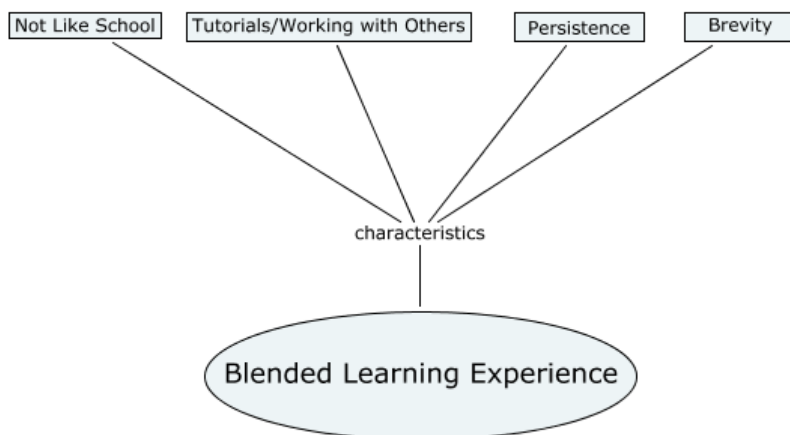 Not Like School
Tutorials/Working with Others
Persistence
Brevity
characteristics
Blended Learning Experience